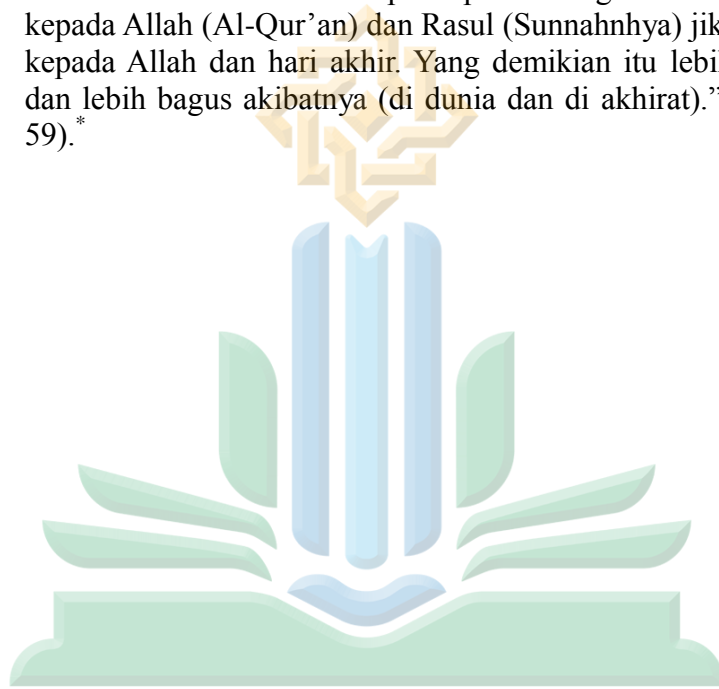 kepada Allah (Al-Qur’an) dan Rasul (Sunnahnhya) jik
kepada Allah dan hari akhir. Yang demikian itu lebi
dan lebih bagus akibatnya (di dunia dan di akhirat).”
59).*